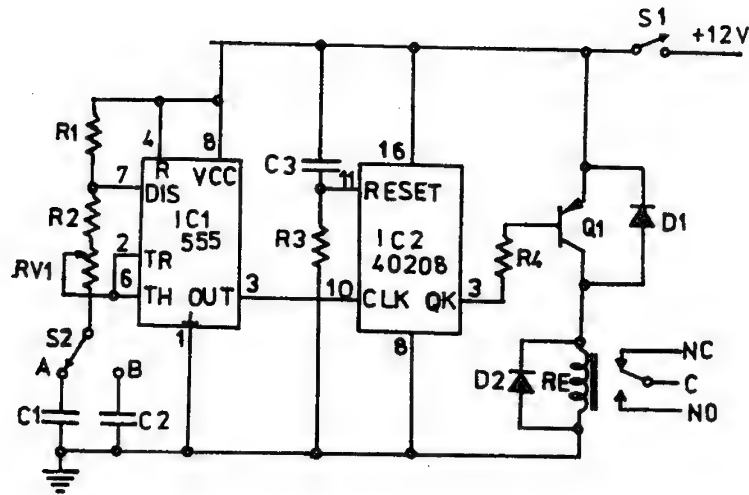 S1
+12V
R1
4
8
R
VCC
C3
16
7
DIS
11
RESET
R2
IC1
555
Q1
D1
2
TR
R3
IC2
40208
R4
RV1
6
TH
OUT
3
10
CLK
QK
3
S2
1
8
A
B
D2
RE
NC
C
NO
C1
C2